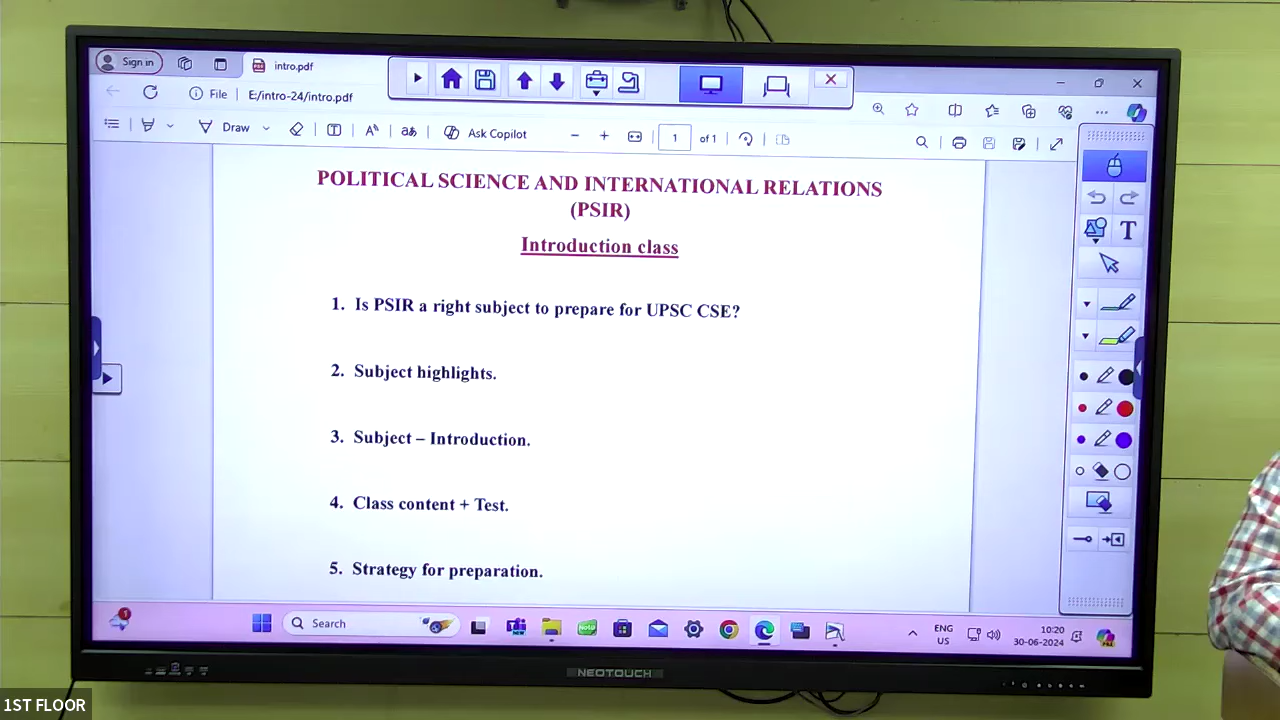 Sign in
intro.pdf
File
E:/intro-24/intro.pdf
Draw
Ask Copilot
1
of 1
POLITICAL SCIENCE AND INTERNATIONAL RELATIONS
(PSIR)
Introduction class
1. Is PSIR a right subject to prepare for UPSC CSE?
2. Subject highlights.
3. Subject – Introduction.
4. Class content + Test.
5. Strategy for preparation.
T
Search
ENG
US
10:20
30-06-2024
NEOTOUCH
1ST FLOOR